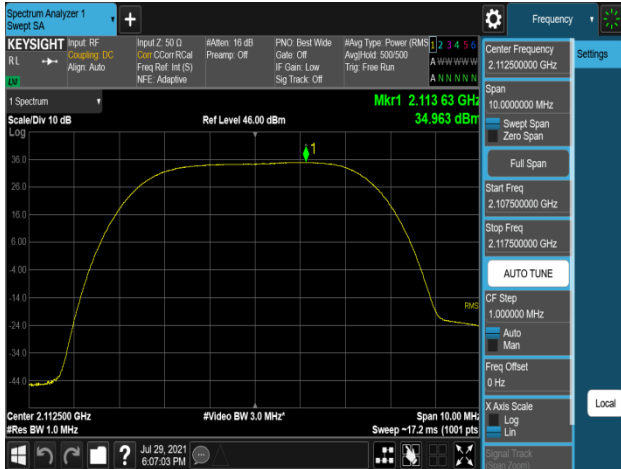 Spectrum Analyzer 1
Swept SA
+
Frequency
KEYSIGHT
RL
LXI
Input: RF
Coupling: DC
Align: Auto
Input Z: 50 Ω
Corr CCorr RCal
Freq Ref: Int (S)
NFE: Adaptive
#Atten: 16 dB
Preamp: Off
PNO: Best Wide
Gate: Off
IF Gain: Low
Sig Track: Off
#Avg Type: Power (RMS
Avg|Hold: 500/500
Trig: Free Run
1 2 3 4 5 6
A W W W W W
A N N N N N
1 Spectrum
Scale/Div 10 dB
Log
Ref Level 46.00 dBm
Mkr1 2.113 63 GHz
34.963 dBm
1
36.0
26.0
16.0
6.00
-4.00
-14.0
-24.0
-34.0
-44.0
RMS
Center 2.112500 GHz
#Res BW 1.0 MHz
#Video BW 3.0 MHz*
Span 10.00 MHz
Sweep ~17.2 ms (1001 pts
?
Jul 29, 2021
6:07:03 PM
Center Frequency
2.112500000 GHz
Span
10.0000000 MHz
Swept Span
Zero Span
Full Span
Start Freq
2.107500000 GHz
Stop Freq
2.117500000 GHz
AUTO TUNE
CF Step
1.000000 MHz
Auto
Man
Freq Offset
0 Hz
X Axis Scale
Log
Lin
Signal Track
(Span Zoom)
Settings
Local